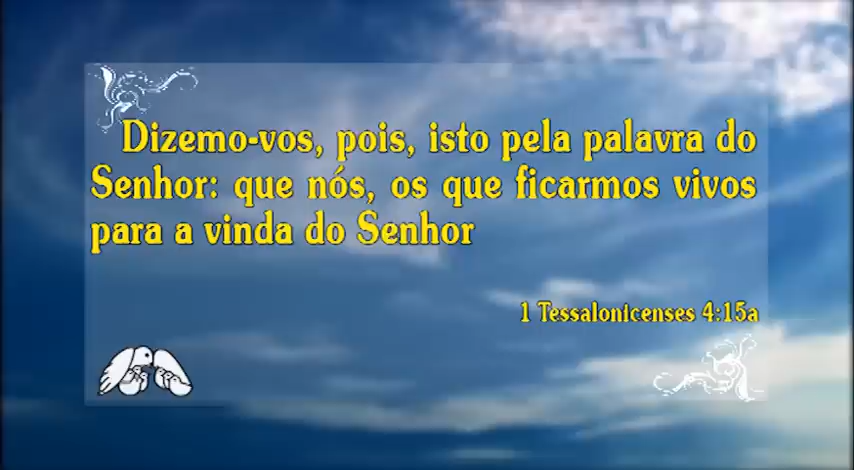 Dizemo-vos, pois, isto pela palavra do
Senhor: que nós, os que ficarmos vivos
para a vinda do Senhor
1 Tessalonicenses 4:15a